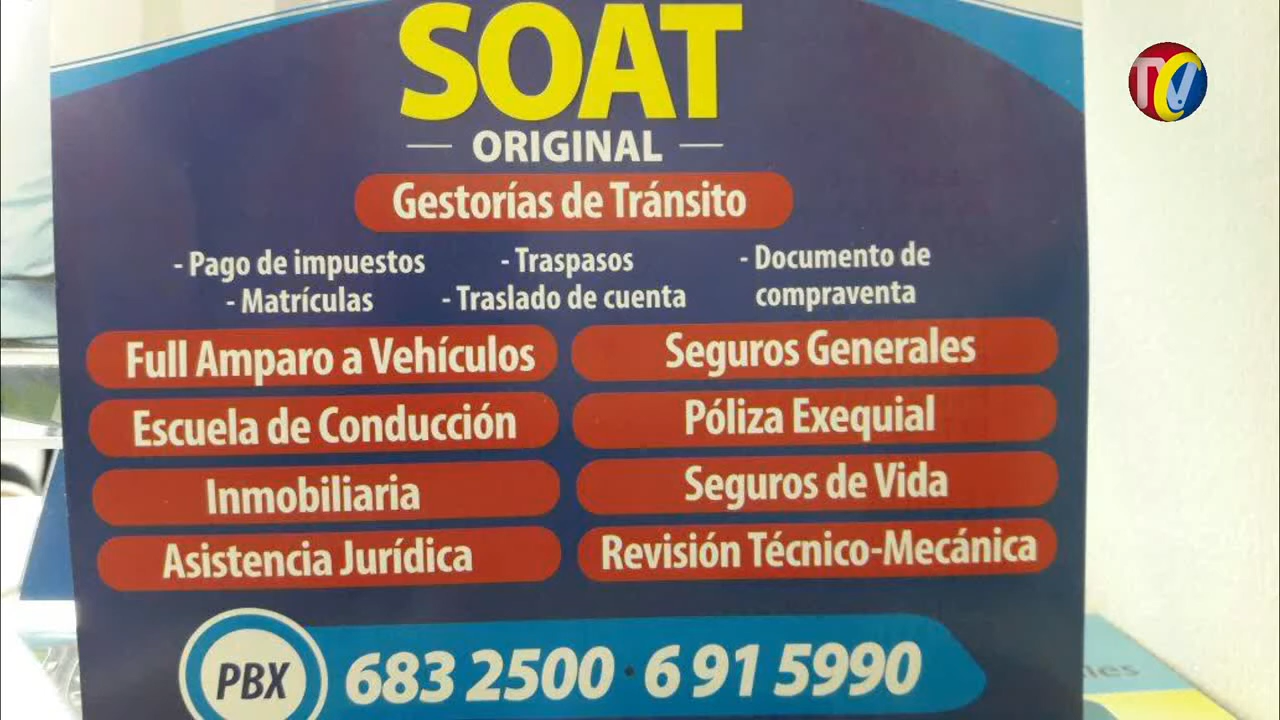 SOAT
ORIGINAL
Gestorías de Tránsito
- Pago de impuestos - Traspasos - Documento de compraventa
- Matrículas - Traslado de cuenta
Full Amparo a Vehículos
Seguros Generales
Escuela de Conducción
Póliza Exequial
Inmobiliaria
Seguros de Vida
Asistencia Jurídica
Revisión Técnico-Mecánica
PBX 683 2500 · 691 5990
TV